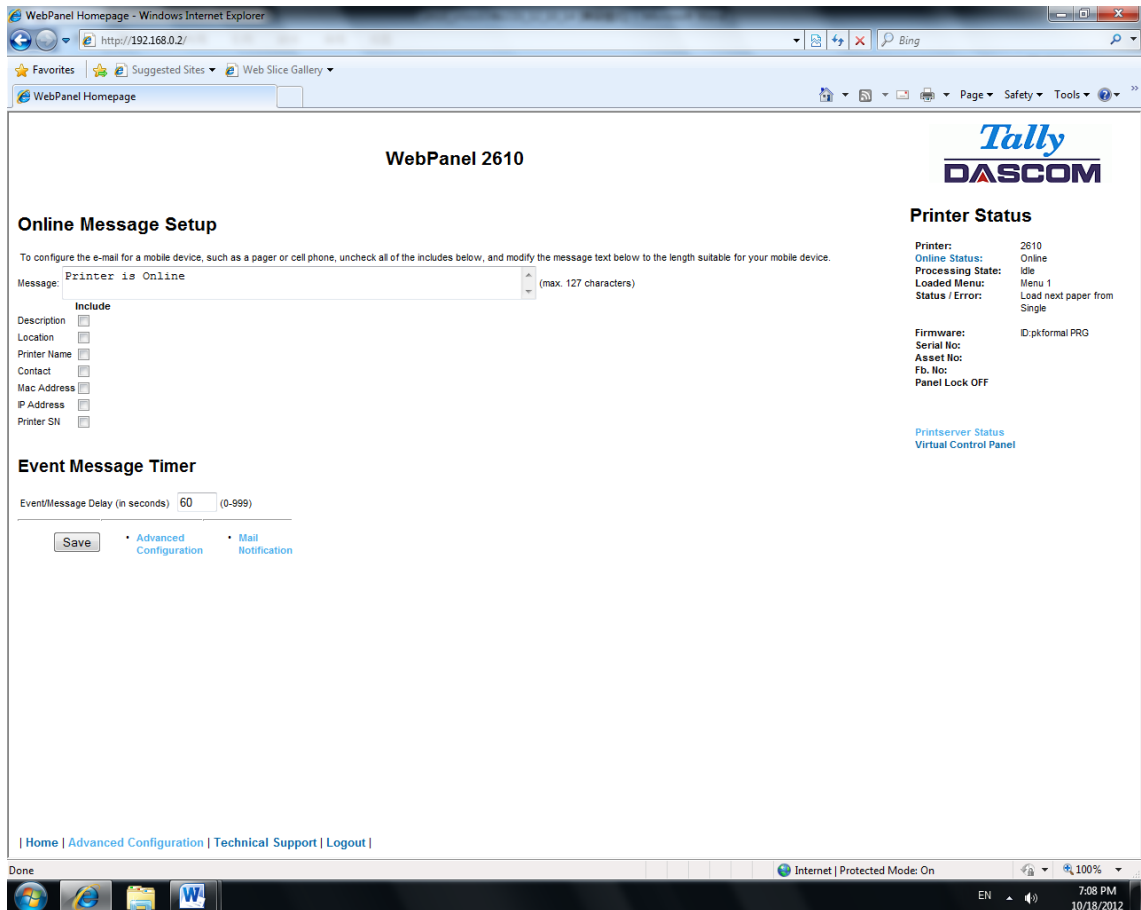 WebPanel Homepage - Windows Internet Explorer
http://192.168.0.2/
Bing
Favorites
Suggested Sites
Web Slice Gallery
WebPanel Homepage
Page
Safety
Tools
WebPanel 2610
Tally
DASCOM
Online Message Setup
To configure the e-mail for a mobile device, such as a pager or cell phone, uncheck all of the includes below, and modify the message text below to the length suitable for your mobile device.
Message: Printer is Online (max. 127 characters)
Include
Description
Location
Printer Name
Contact
Mac Address
IP Address
Printer SN
Event Message Timer
Event/Message Delay (in seconds) 60 (0-999)
Save
• Advanced
Configuration
• Mail
Notification
Printer Status
Printer: 2610
Online Status: Online
Processing State: Idle
Loaded Menu: Menu 1
Status / Error: Load next paper from
Single
Firmware: ID:pkformal PRG
Serial No:
Asset No:
Fb. No:
Panel Lock OFF
Printserver Status
Virtual Control Panel
| Home | Advanced Configuration | Technical Support | Logout |
Done
Internet | Protected Mode: On
100%
EN
7:08 PM
10/18/2012